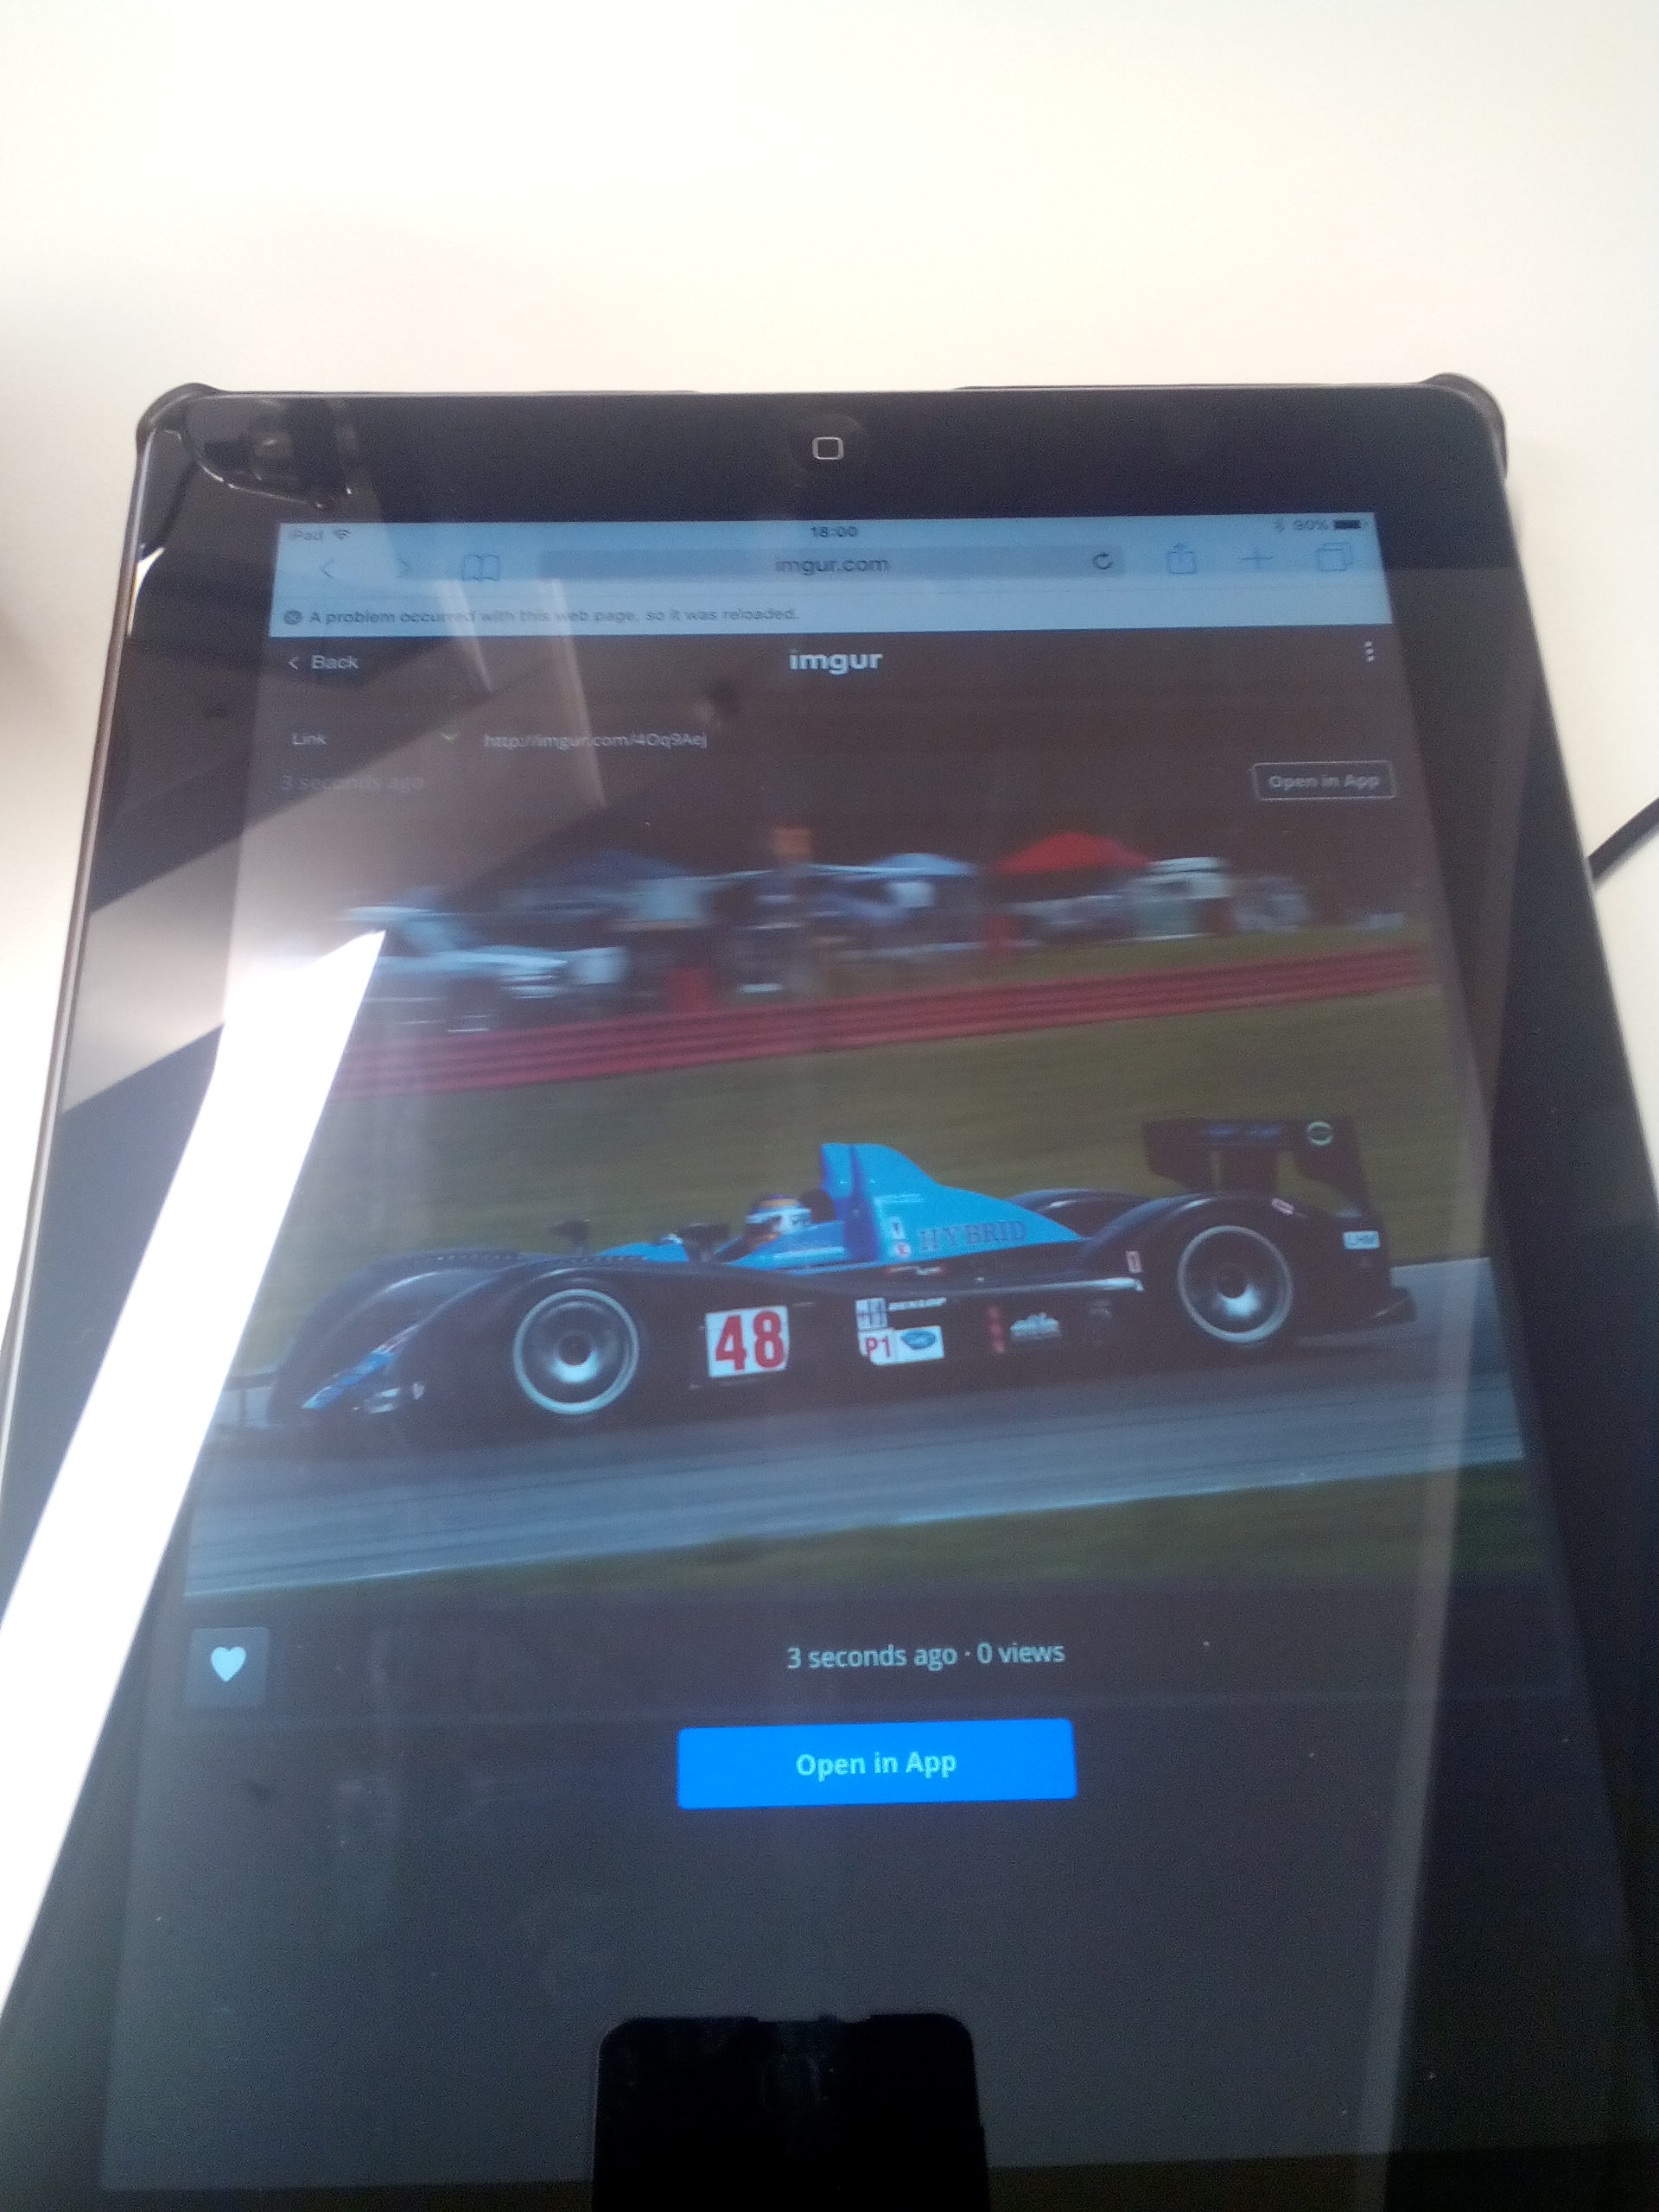 iPad 18:00 90%
imgur.com
A problem occurred with this web page, so it was reloaded.
< Back imgur
Link http://imgur.com/4Oq9Aej
3 seconds ago Open in App
HYBRID
LHM
48
DUNLOP
P1
3 seconds ago · 0 views
Open in App